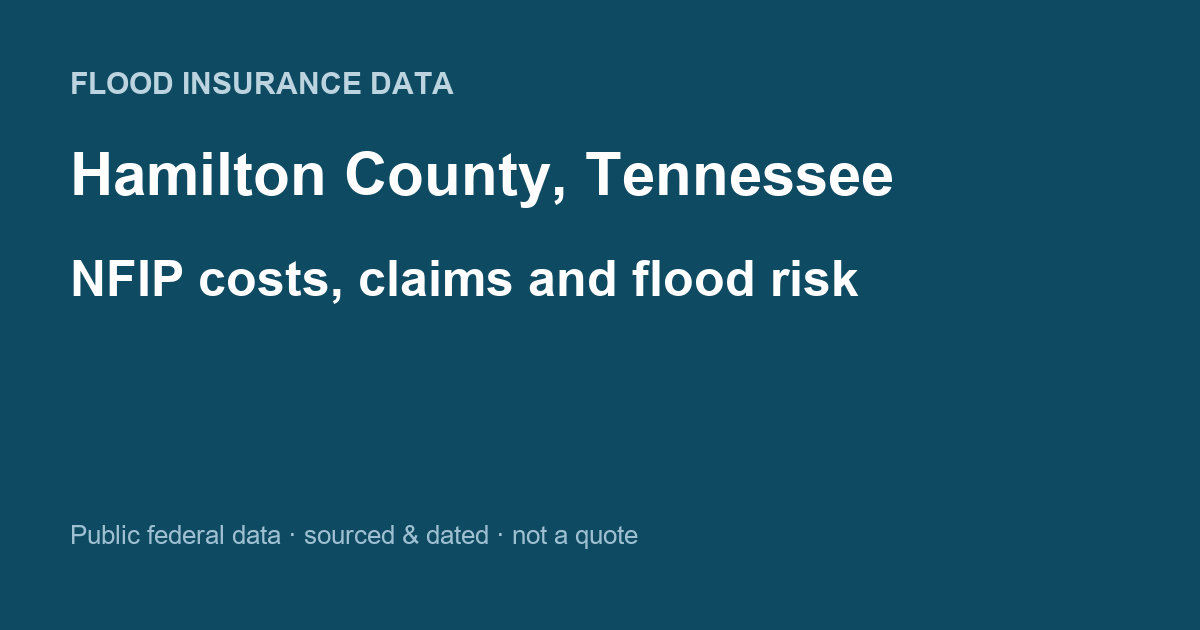 FLOOD INSURANCE DATA
Hamilton County, Tennessee
NFIP costs, claims and flood risk
Public federal data · sourced & dated · not a quote